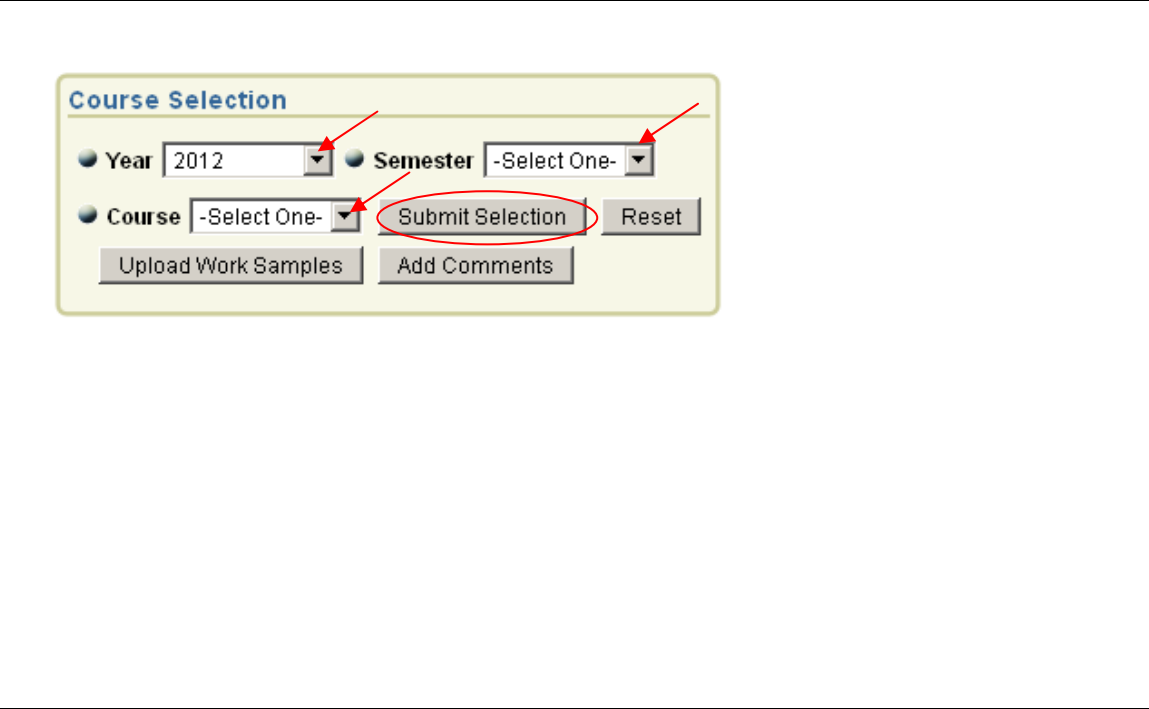 Course Selection
Year 2012 Semester -Select One-
Course -Select One- Submit Selection Reset
Upload Work Samples Add Comments